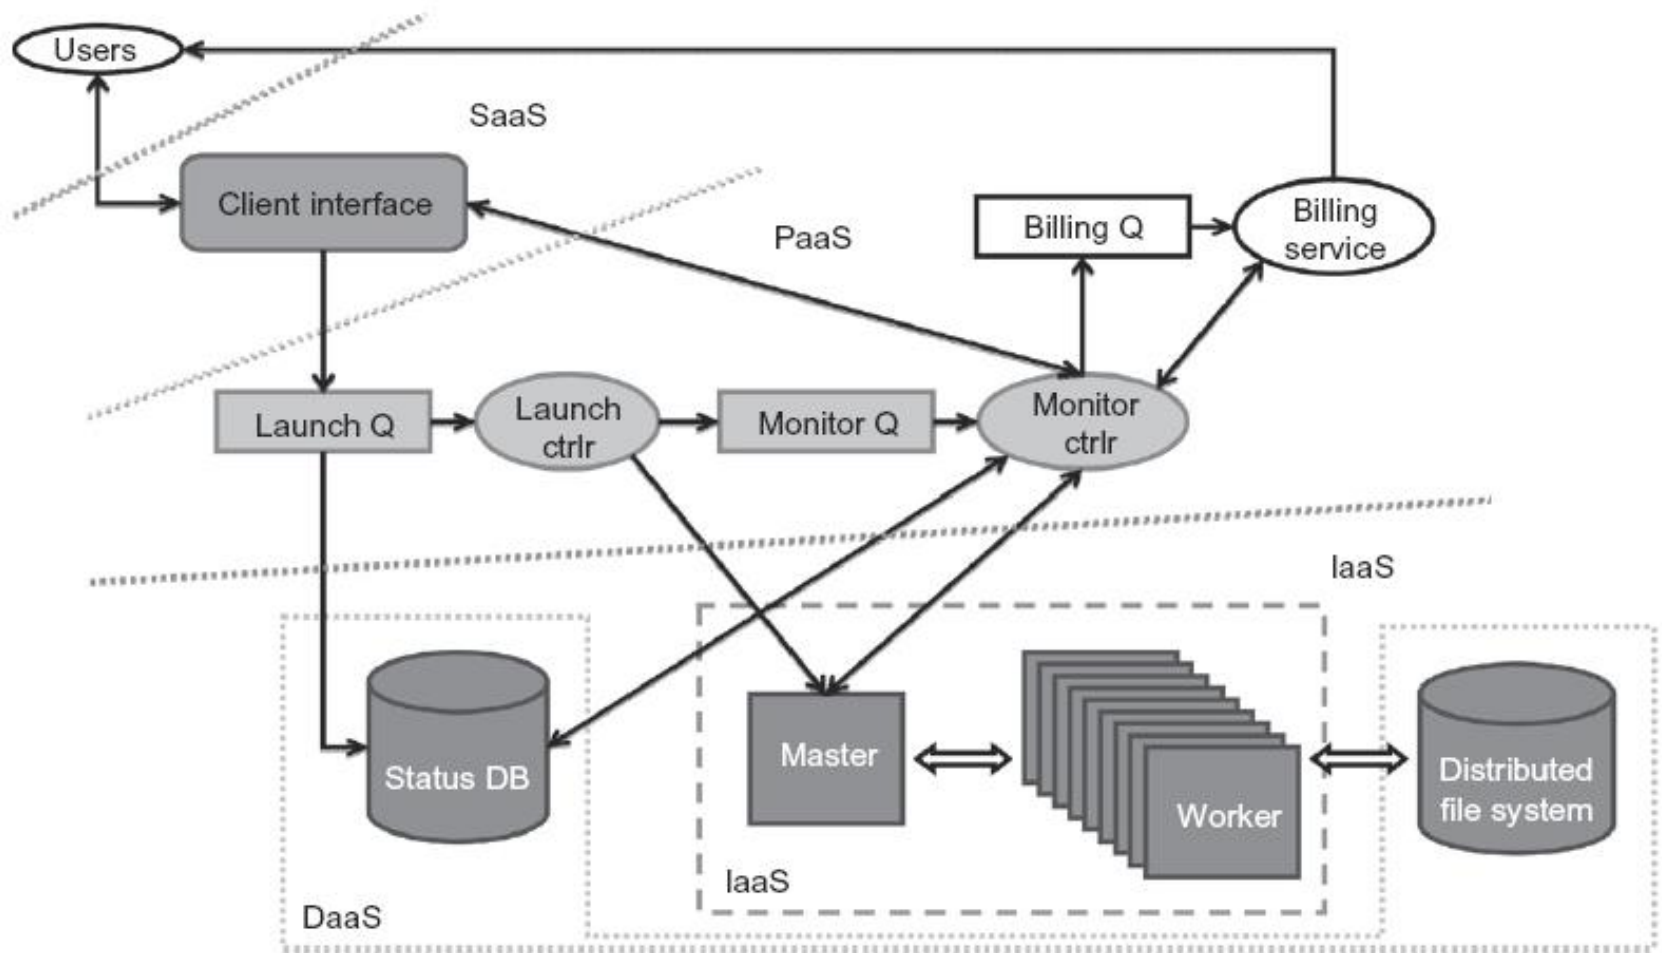 Users
SaaS
Client interface
PaaS
Billing Q
Billing
service
Launch Q
Launch
ctrlr
Monitor Q
Monitor
ctrlr
IaaS
Status DB
DaaS
Master
Worker
IaaS
Distributed
file system